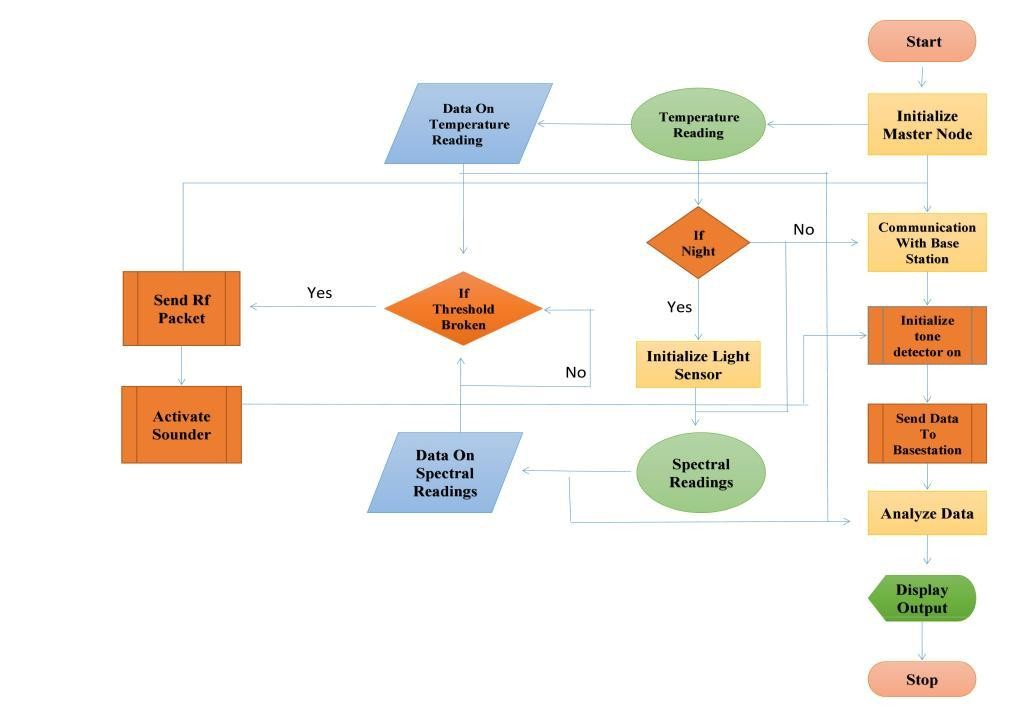 Start
Initialize
Master Node
Temperature
Reading
Data On
Temperature
Reading
If
Night
No
Communication
With Base
Station
Send Rf
Packet
Yes
If
Threshold
Broken
Yes
Initialize
tone
detector on
Initialize Light
Sensor
No
Activate
Sounder
Send Data
To
Basestation
Data On
Spectral
Readings
Spectral
Readings
Analyze Data
Display
Output
Stop